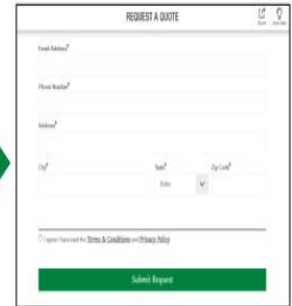 REQUEST A QUOTE
Email Address*
Phone Number*
Address*
City* State* Zip Code*
I agree I have read the Terms & Conditions and Privacy Policy
Submit Request